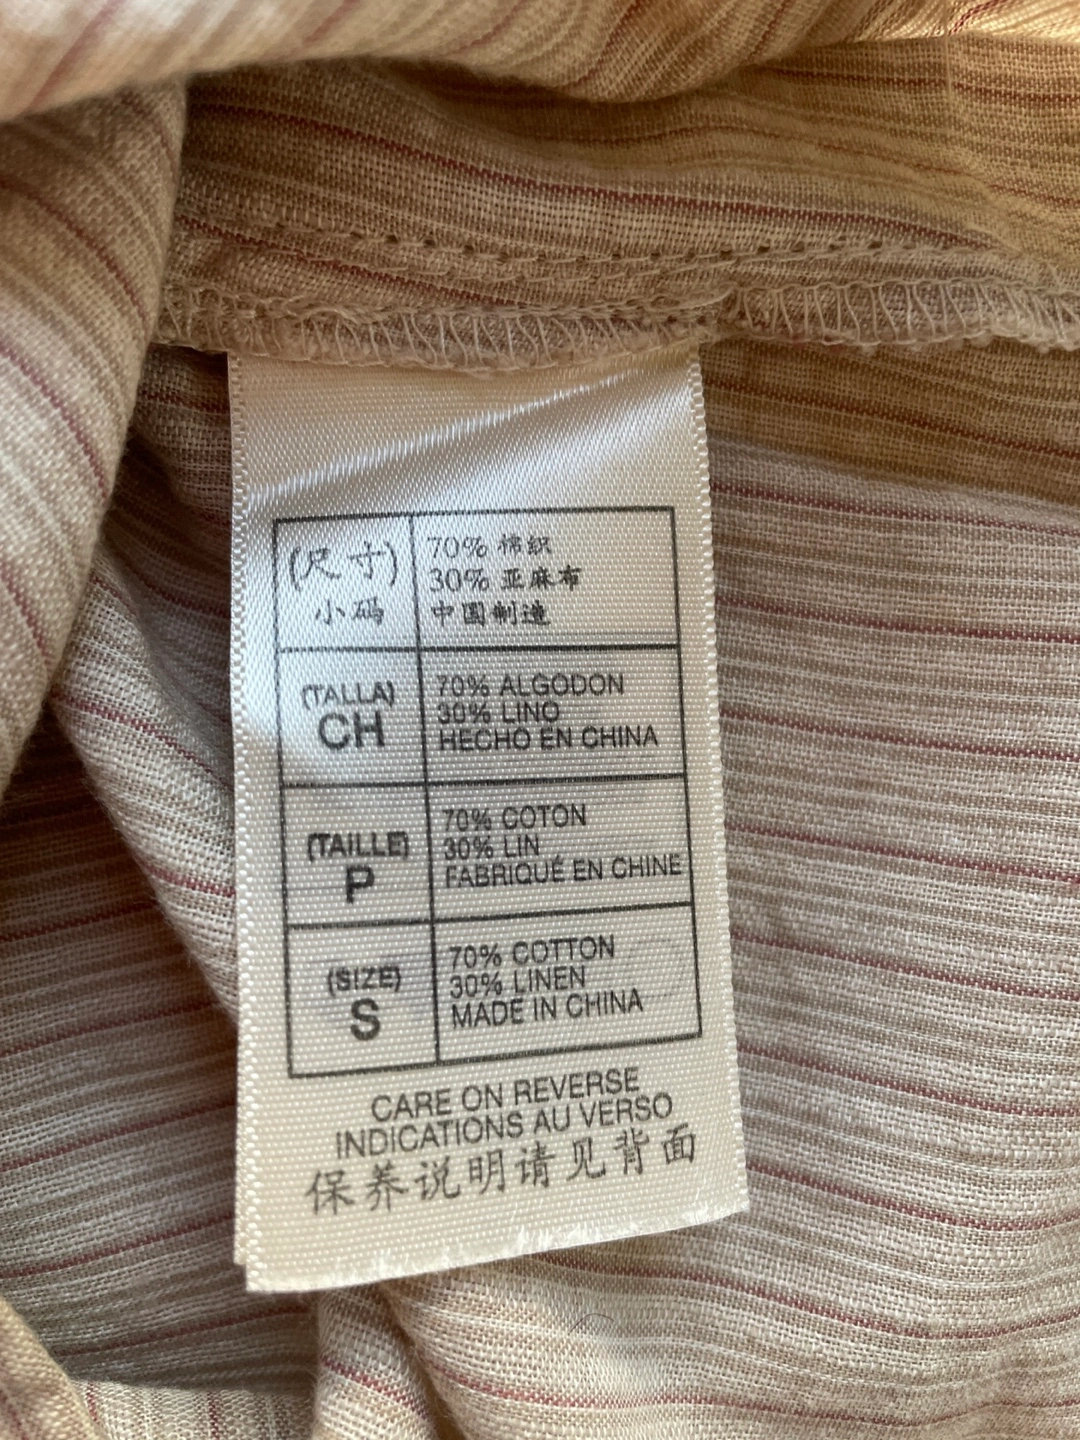 (尺寸)
小码
70% 棉织
30% 亚麻布
中国制造
(TALLA)
CH
70% ALGODON
30% LINO
HECHO EN CHINA
(TAILLE)
P
70% COTON
30% LIN
FABRIQUÉ EN CHINE
(SIZE)
S
70% COTTON
30% LINEN
MADE IN CHINA
CARE ON REVERSE
INDICATIONS AU VERSO
保养说明请见背面